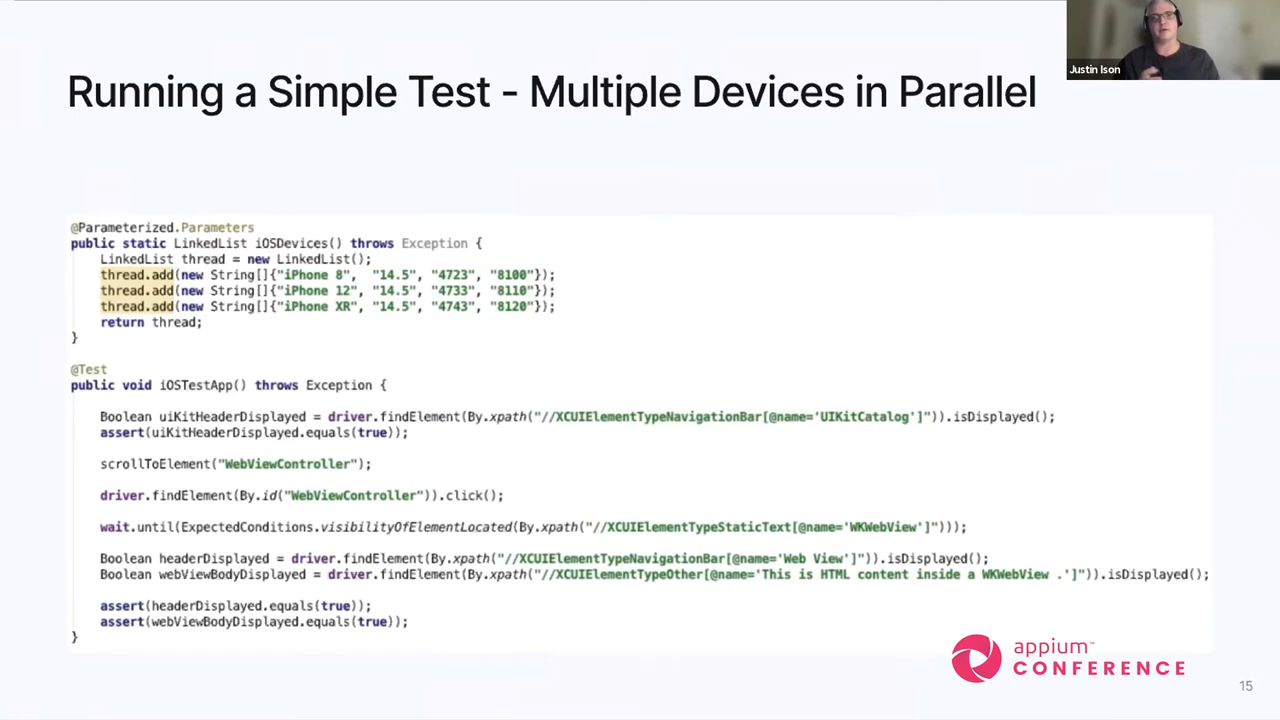 Justin Ison
Running a Simple Test - Multiple Devices in Parallel
@Parameterized.Parameters
public static LinkedList iOSDevices() throws Exception {
    LinkedList thread = new LinkedList();
    thread.add(new String[]{"iPhone 8",  "14.5", "4723", "8100"});
    thread.add(new String[]{"iPhone 12", "14.5", "4733", "8110"});
    thread.add(new String[]{"iPhone XR", "14.5", "4743", "8120"});
    return thread;
}
@Test
public void iOSTestApp() throws Exception {
    Boolean uiKitHeaderDisplayed = driver.findElement(By.xpath("//XCUIElementTypeNavigationBar[@name='UIKitCatalog']")).isDisplayed();
    assert(uiKitHeaderDisplayed.equals(true));
    scrollToElement("WebViewController");
    driver.findElement(By.id("WebViewController")).click();
    wait.until(ExpectedConditions.visibilityOfElementLocated(By.xpath("//XCUIElementTypeStaticText[@name='WKWebView']")));
    Boolean headerDisplayed = driver.findElement(By.xpath("//XCUIElementTypeNavigationBar[@name='Web View']")).isDisplayed();
    Boolean webViewBodyDisplayed = driver.findElement(By.xpath("//XCUIElementTypeOther[@name='This is HTML content inside a WKWebView .']")).isDisplayed();
    assert(headerDisplayed.equals(true));
    assert(webViewBodyDisplayed.equals(true));
}
appium™
CONFERENCE
15